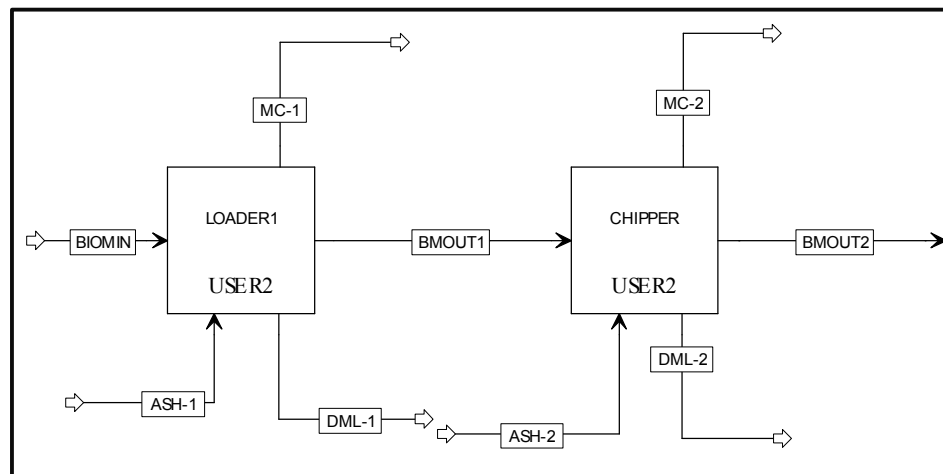 MC-1
MC-2
LOADER1
CHIPPER
BIOMIN
BMOUT1
BMOUT2
USER2
USER2
DML-2
ASH-1
DML-1
ASH-2